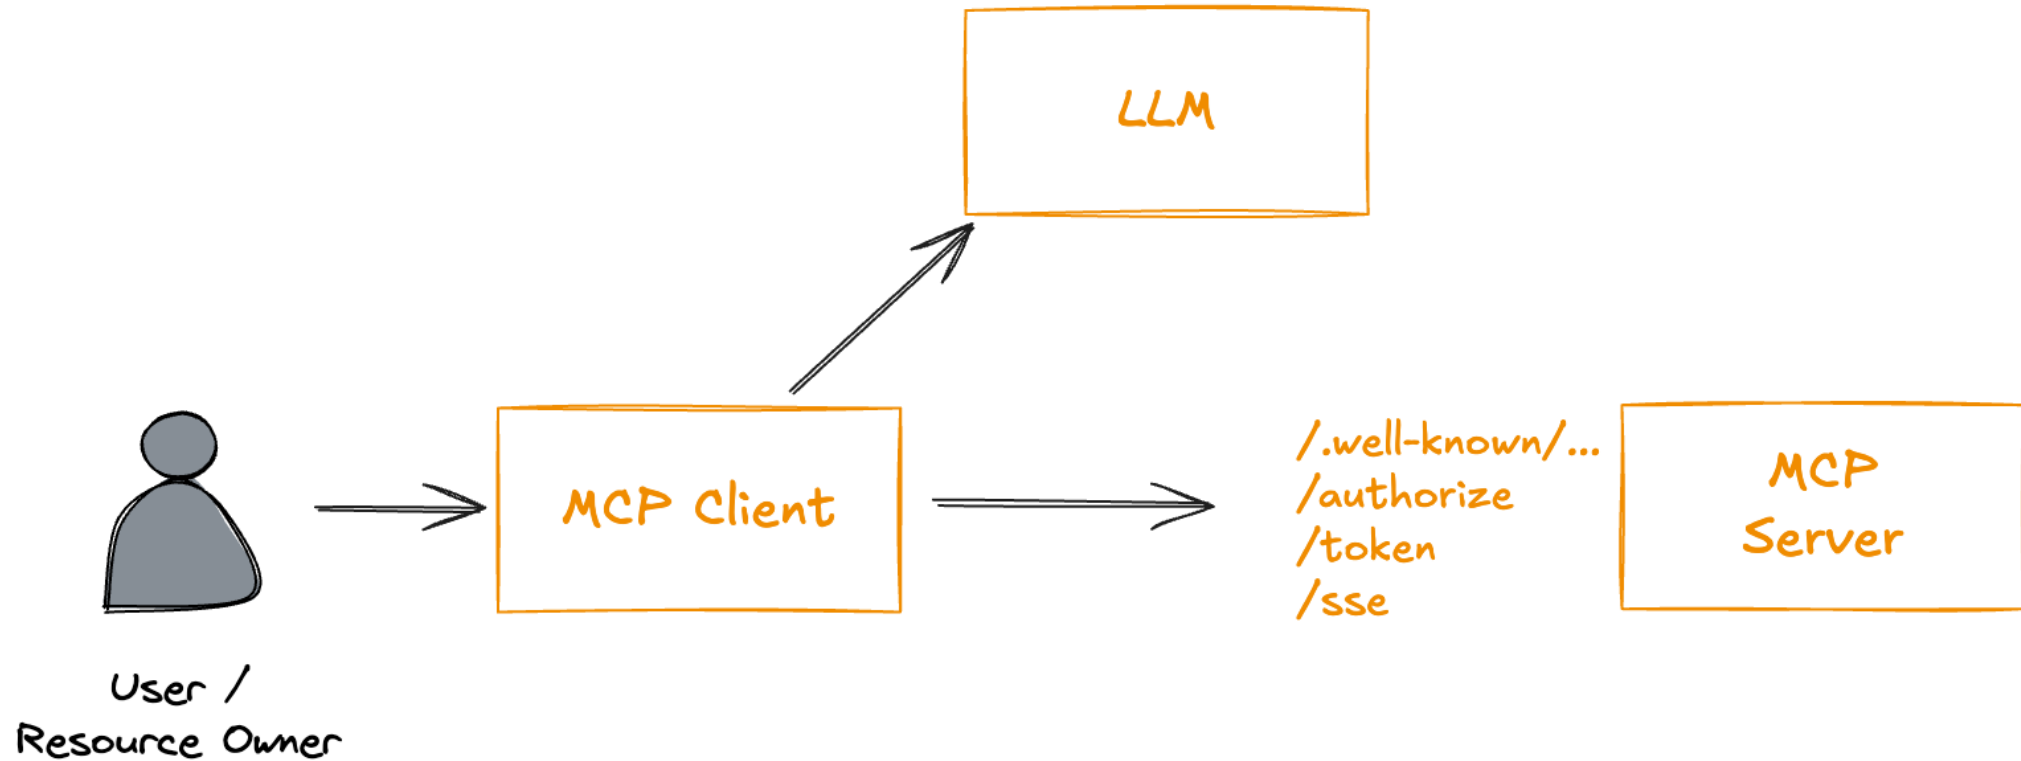 LLM
MCP Client
/.well-known/...
/authorize
/token
/sse
MCP
Server
User /
Resource Owner